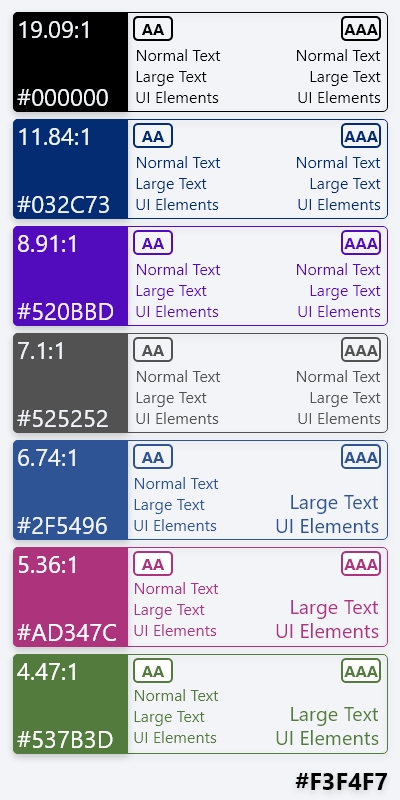 19.09:1 AA AAA
Normal Text Normal Text
Large Text Large Text
#000000 UI Elements UI Elements
11.84:1 AA AAA
Normal Text Normal Text
Large Text Large Text
#032C73 UI Elements UI Elements
8.91:1 AA AAA
Normal Text Normal Text
Large Text Large Text
#520BBD UI Elements UI Elements
7.1:1 AA AAA
Normal Text Normal Text
Large Text Large Text
#525252 UI Elements UI Elements
6.74:1 AA AAA
Normal Text
Large Text Large Text
#2F5496 UI Elements UI Elements
5.36:1 AA AAA
Normal Text
Large Text Large Text
#AD347C UI Elements UI Elements
4.47:1 AA AAA
Normal Text
Large Text Large Text
#537B3D UI Elements UI Elements
#F3F4F7